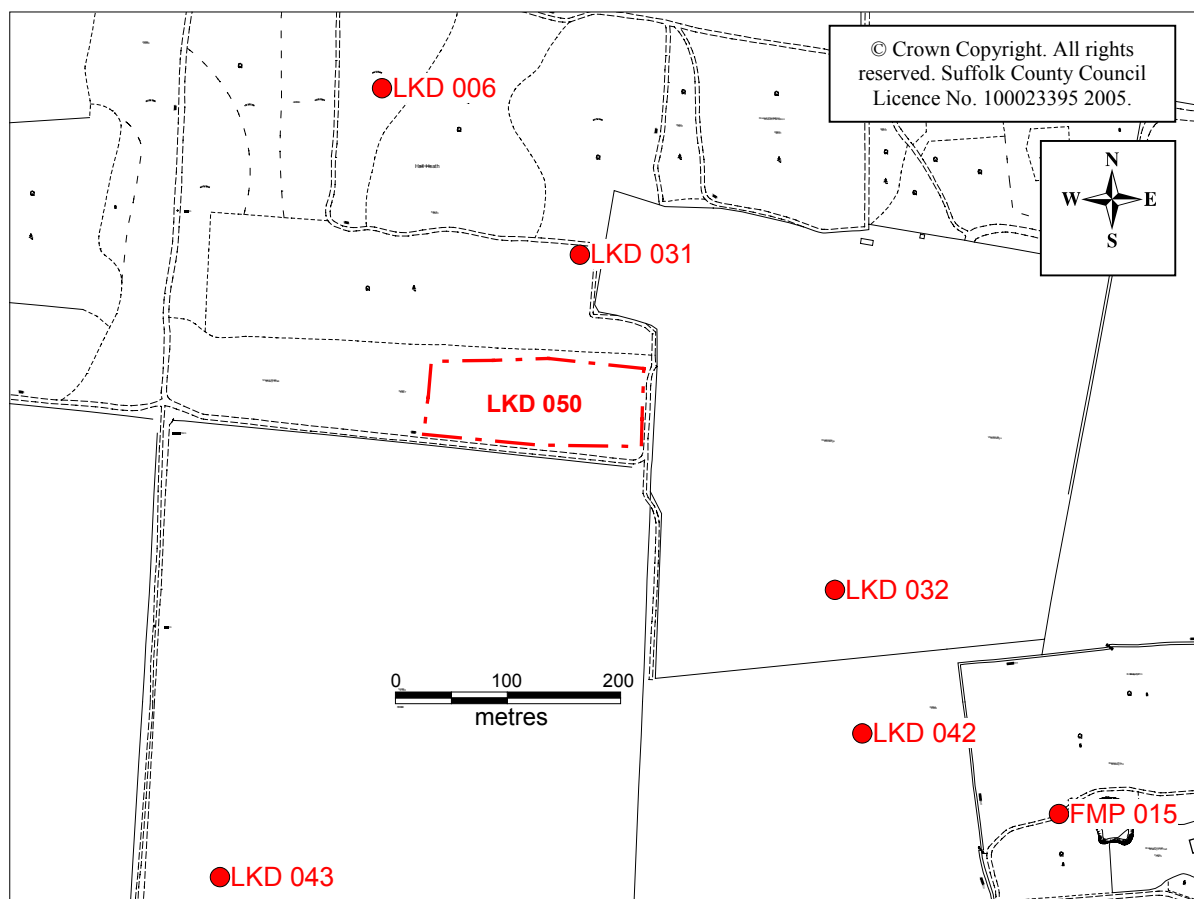 © Crown Copyright. All rights
reserved. Suffolk County Council
Licence No. 100023395 2005.
LKD 006
N
W E
S
LKD 031
LKD 050
LKD 032
0 100 200
metres
LKD 042
FMP 015
LKD 043